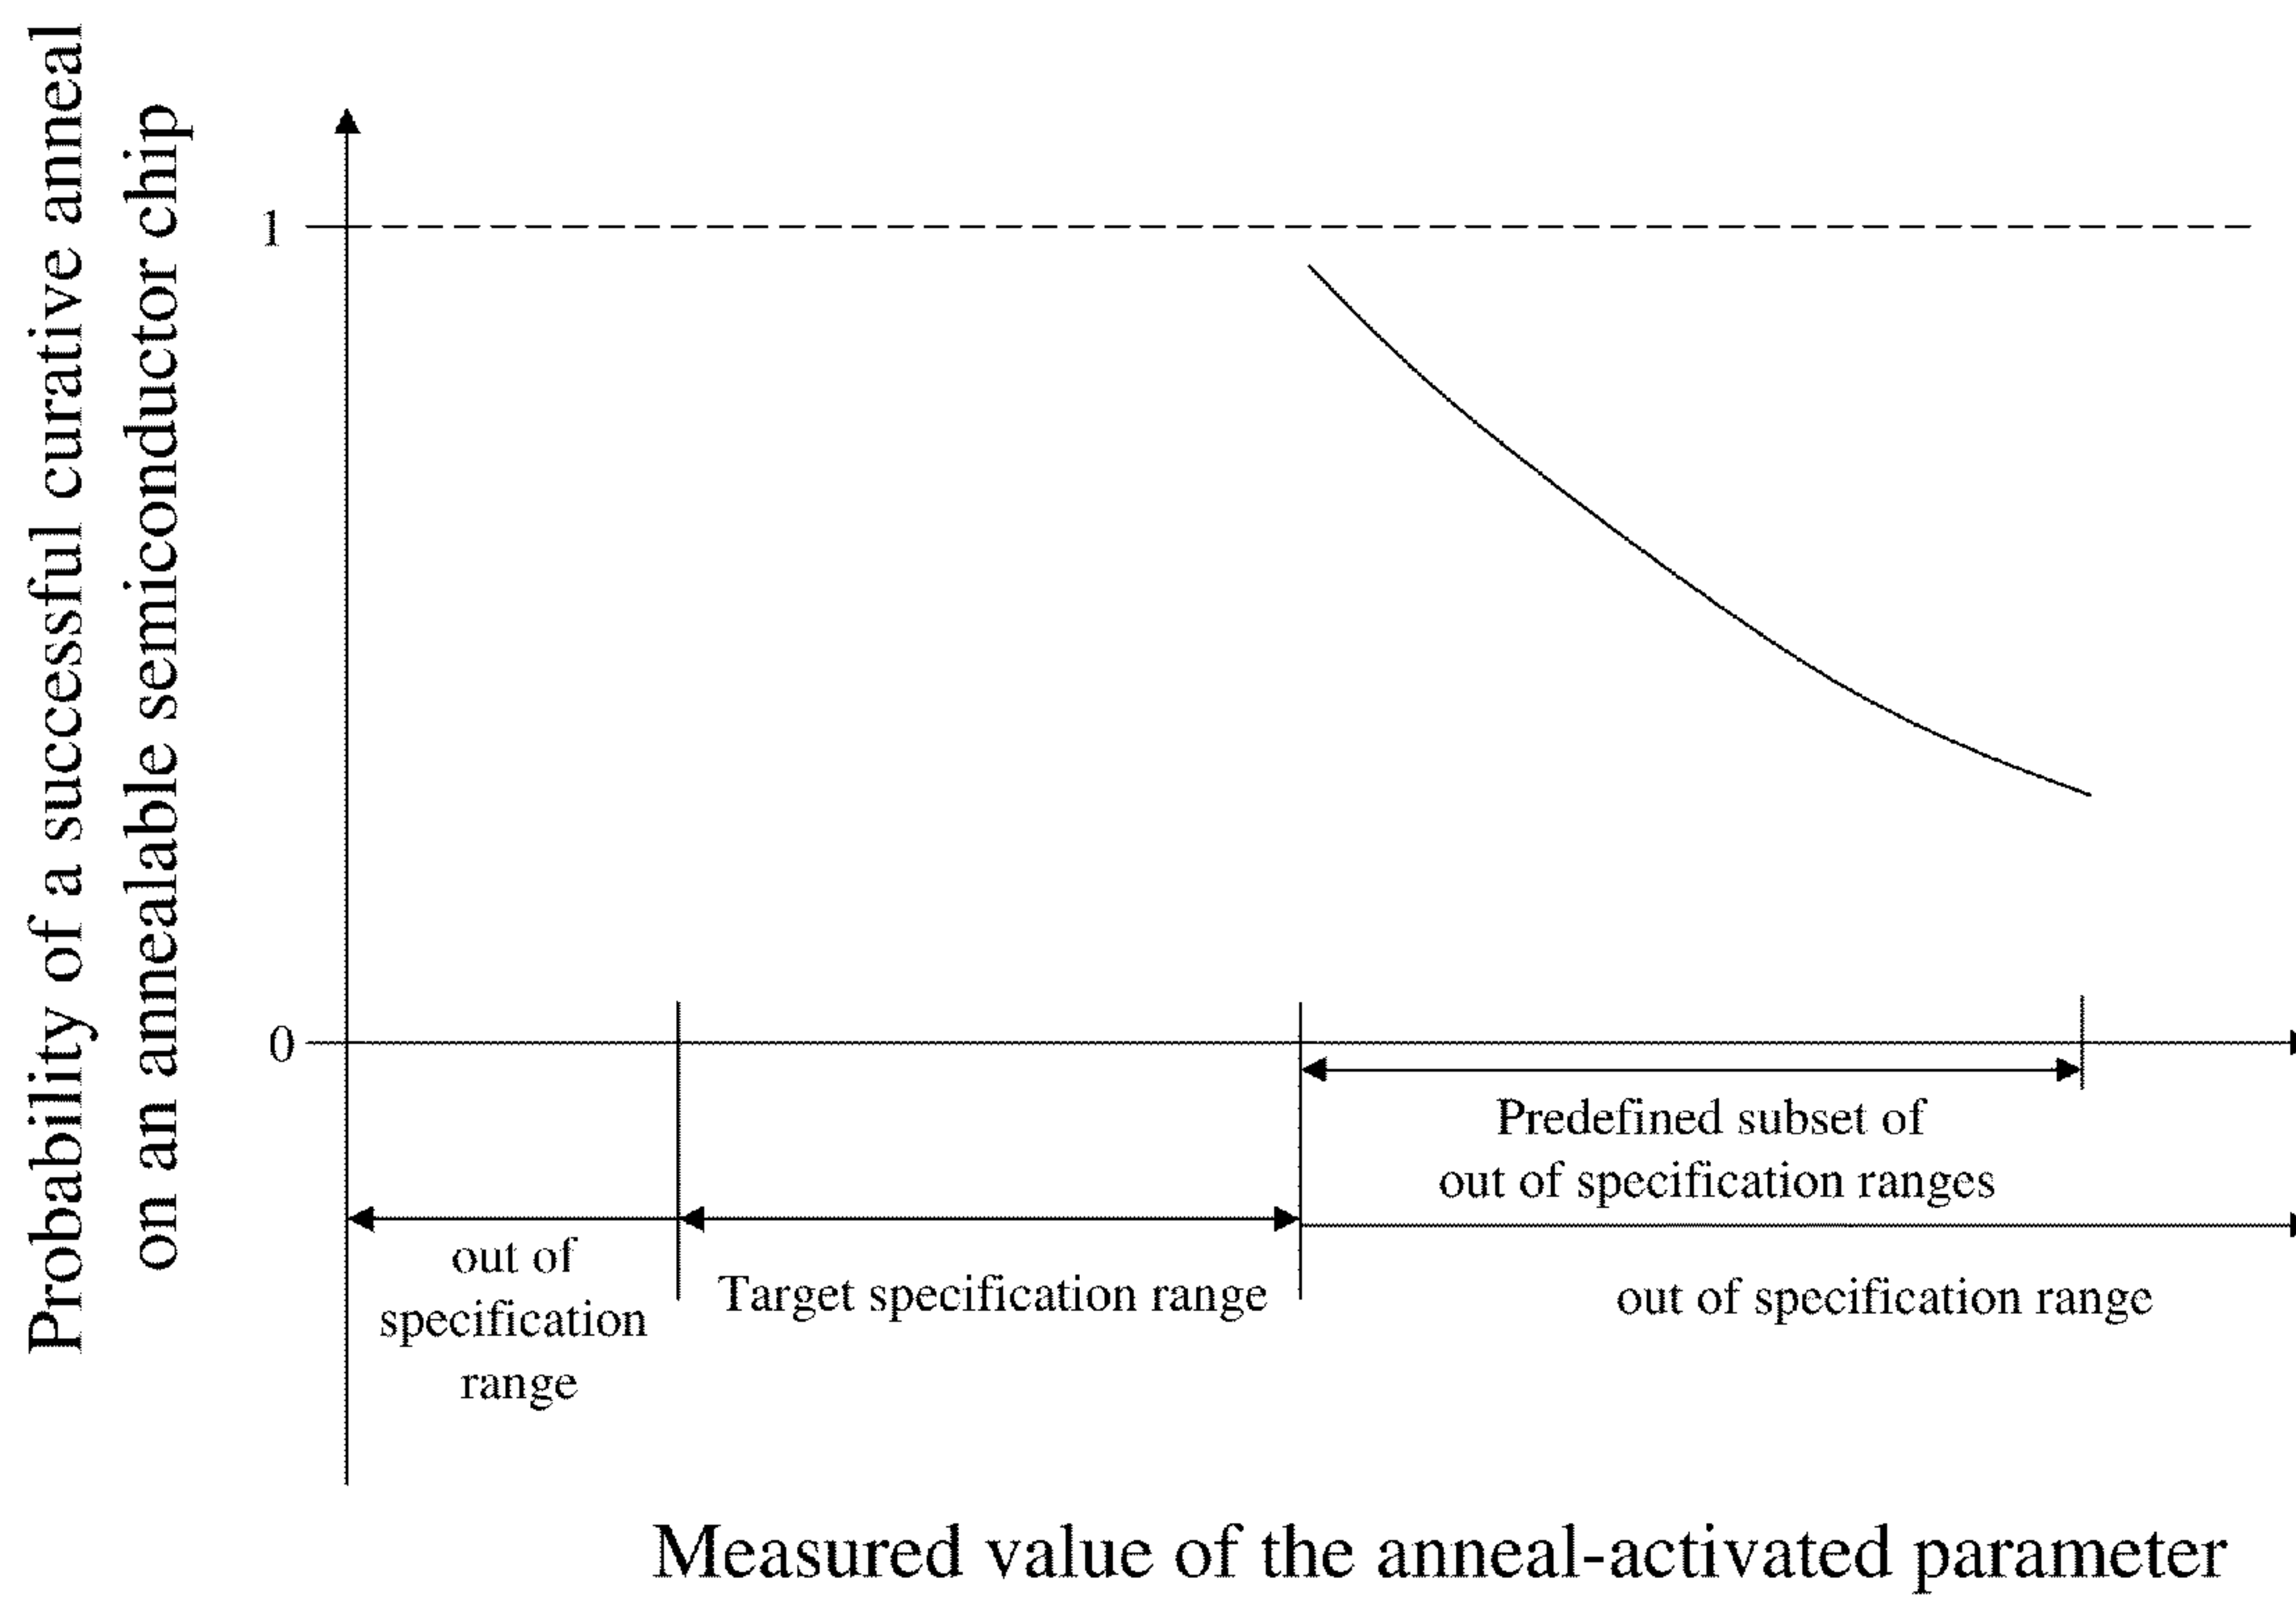 Probability of a successful curative anneal
on an annealable semiconductor chip
1
0
Predefined subset of
out of specification ranges
out of
specification
range
Target specification range
out of specification range
Measured value of the anneal-activated parameter